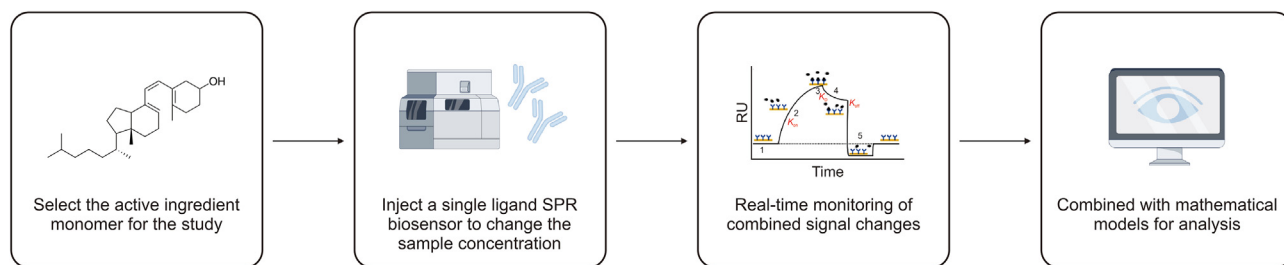 OH
Select the active ingredient
monomer for the study
Inject a single ligand SPR
biosensor to change the
sample concentration
RU
1
2
3
4
5
Time
Real-time monitoring of
combined signal changes
Combined with mathematical
models for analysis